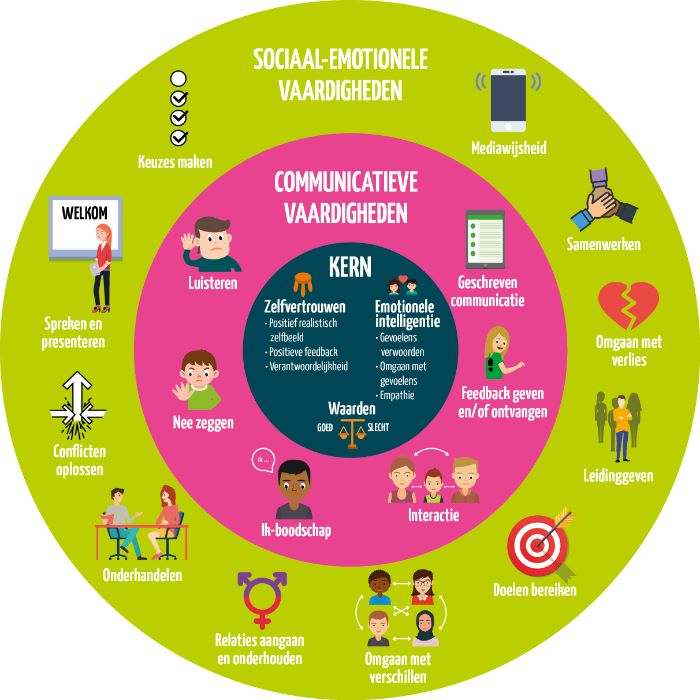 SOCIAAL-EMOTIONELE
VAARDIGHEDEN
Keuzes maken
Mediawijsheid
WELKOM
Spreken en
presenteren
Samenwerken
Omgaan met
verlies
Conflicten
oplossen
Leidinggeven
Onderhandelen
Doelen bereiken
Relaties aangaan
en onderhouden
Omgaan met
verschillen
COMMUNICATIEVE
VAARDIGHEDEN
Luisteren
Geschreven
communicatie
Nee zeggen
Feedback geven
en/of ontvangen
IK ...
Ik-boodschap
Interactie
KERN
Zelfvertrouwen
• Positief realistisch
zelfbeeld
• Positieve feedback
• Verantwoordelijkheid
Emotionele
intelligentie
• Gevoelens
verwoorden
• Omgaan met
gevoelens
• Empathie
Waarden
GOED SLECHT